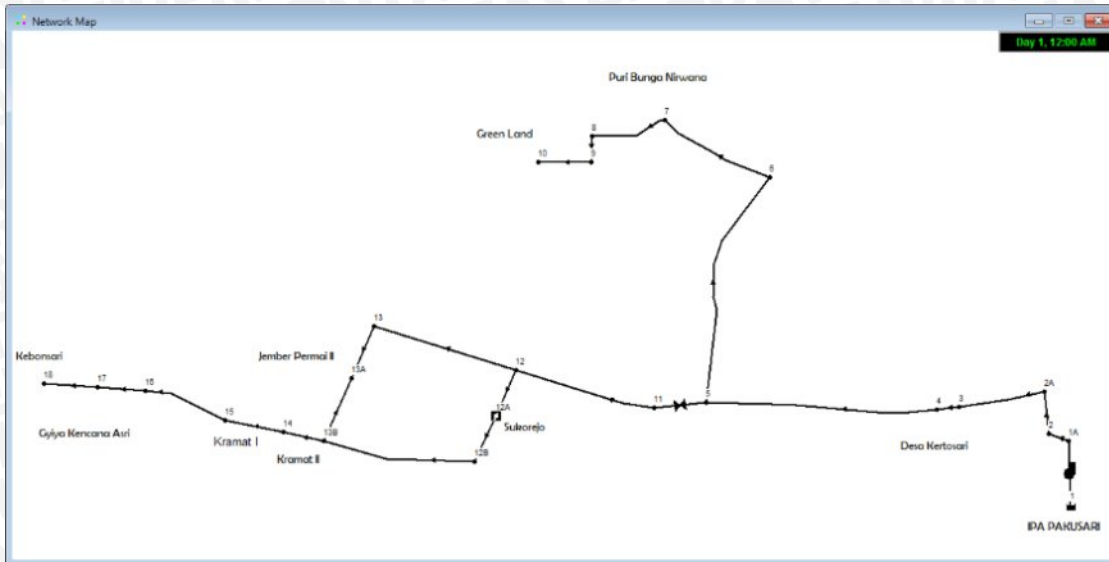 Network Map
Day 1, 12:00 AM
Puri Bunga Nirwana
7
Green Land
8
10
9
6
13
Kebonsari
Jember Permai II
12
18
17
16
13A
2A
11
5
4
3
12A
15
Sukorejo
Gyiya Kencana Asri
14
Kramat I
13B
2
1A
Kramat II
Desa Kertosari
12B
1
IPA PAKUSARI